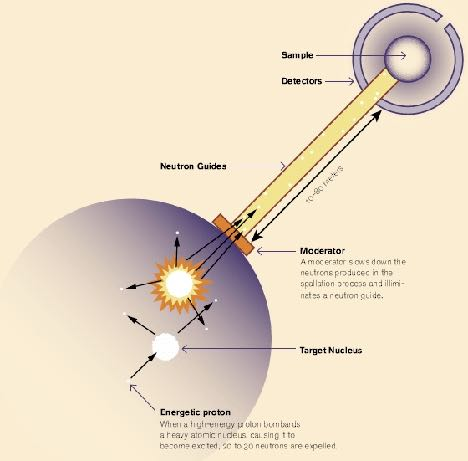 Sample
Detectors
Neutron Guides
10–90 meters
Moderator
A moderator slows down the
neutrons produced in the
spallation process and illumi-
nates a neutron guide.
Target Nucleus
Energetic proton
When a high-energy proton bombards
a heavy atomic nucleus, causing it to
become excited, 20 to 30 neutrons are expelled.